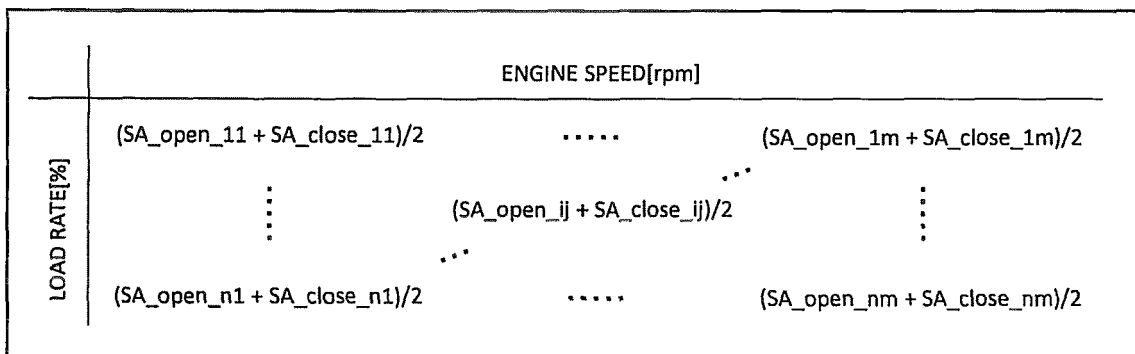 ENGINE SPEED[rpm]
LOAD RATE[%]
(SA_open_11 + SA_close_11)/2 ..... (SA_open_1m + SA_close_1m)/2
(SA_open_ij + SA_close_ij)/2
(SA_open_n1 + SA_close_n1)/2 ..... (SA_open_nm + SA_close_nm)/2